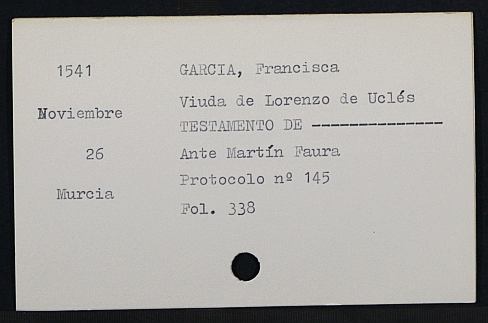 1541
Noviembre
26
Murcia
GARCIA, Francisca
Viuda de Lorenzo de Uclés
TESTAMENTO DE --------------
Ante Martín Faura
Protocolo nº 145
Fol. 338